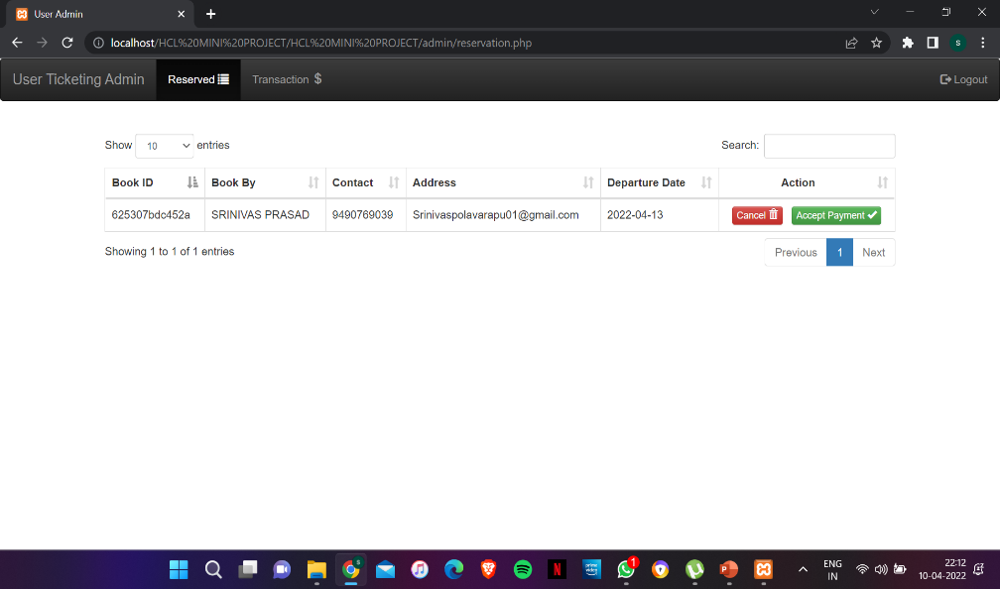 User Admin
localhost/HCL%20MINI%20PROJECT/HCL%20MINI%20PROJECT/admin/reservation.php
S
User Ticketing Admin Reserved Transaction $ Logout
Show 10 entries Search:
Book ID Book By Contact Address Departure Date Action
625307bdc452a SRINIVAS PRASAD 9490769039 Srinivaspolavarapu01@gmail.com 2022-04-13 Cancel Accept Payment
Showing 1 to 1 of 1 entries Previous 1 Next
ENG 22:12
IN 10-04-2022
1
N
prime video
P